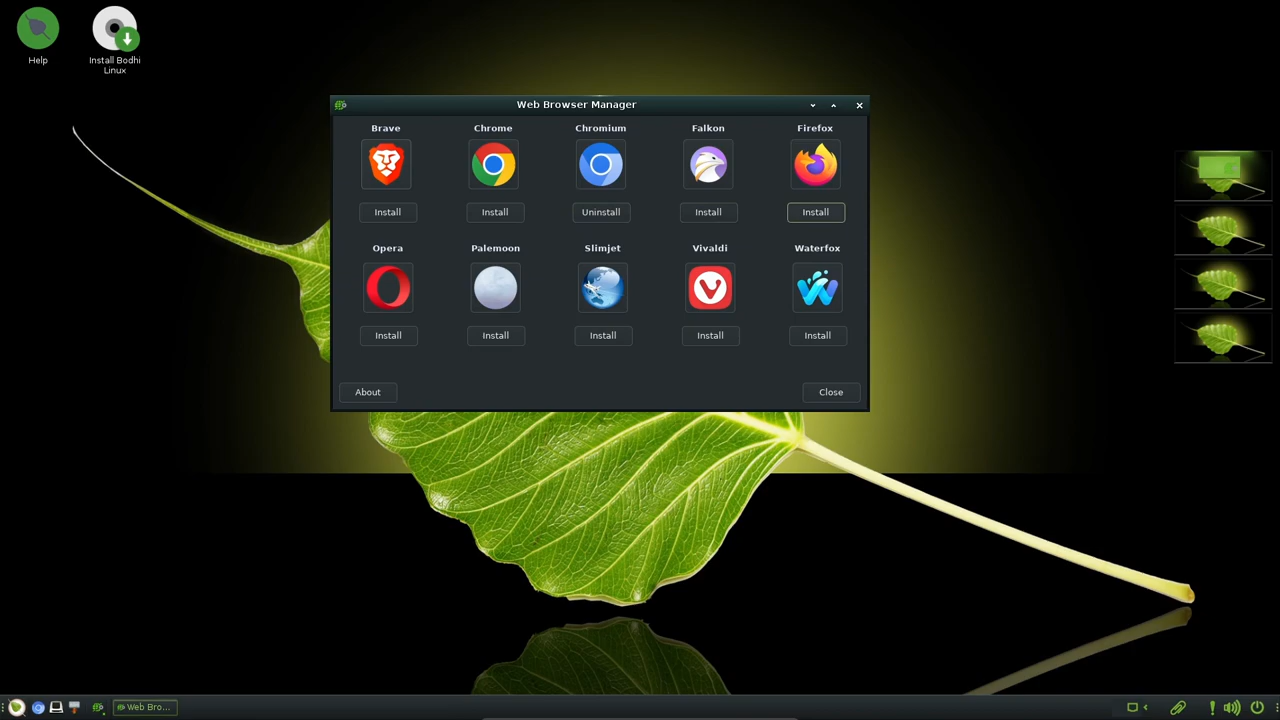 Help
Install Bodhi
Linux
Web Browser Manager
Brave Chrome Chromium Falkon Firefox
Install Install Uninstall Install Install
Opera Palemoon Slimjet Vivaldi Waterfox
Install Install Install Install Install
About Close
Web Bro...